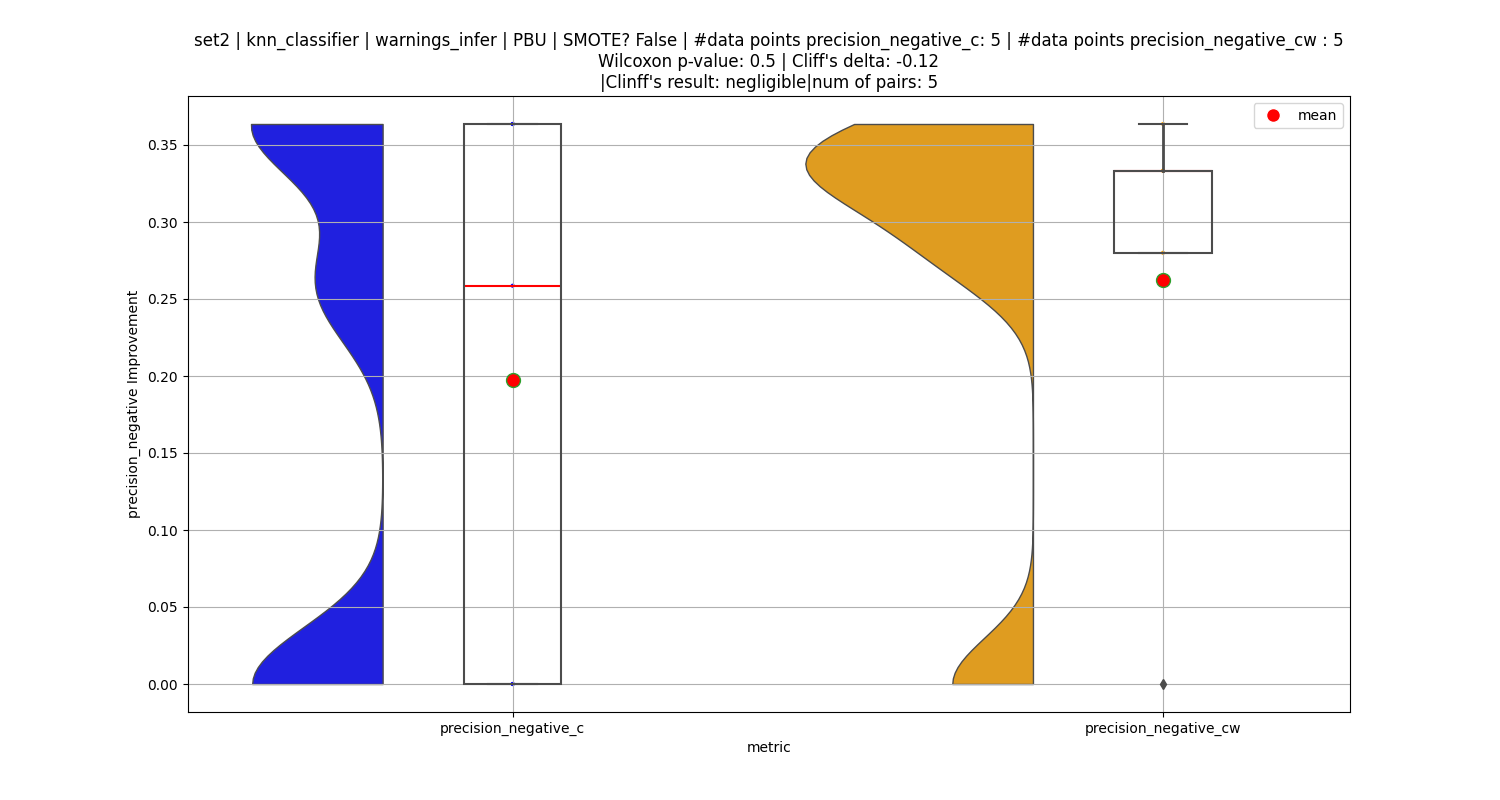 set2 | knn_classifier | warnings_infer | PBU | SMOTE? False | #data points precision_negative_c: 5 | #data points precision_negative_cw : 5
Wilcoxon p-value: 0.5 | Cliff's delta: -0.12
|Clinff's result: negligible|num of pairs: 5
mean
precision_negative Improvement
0.35
0.30
0.25
0.20
0.15
0.10
0.05
0.00
precision_negative_c
precision_negative_cw
metric